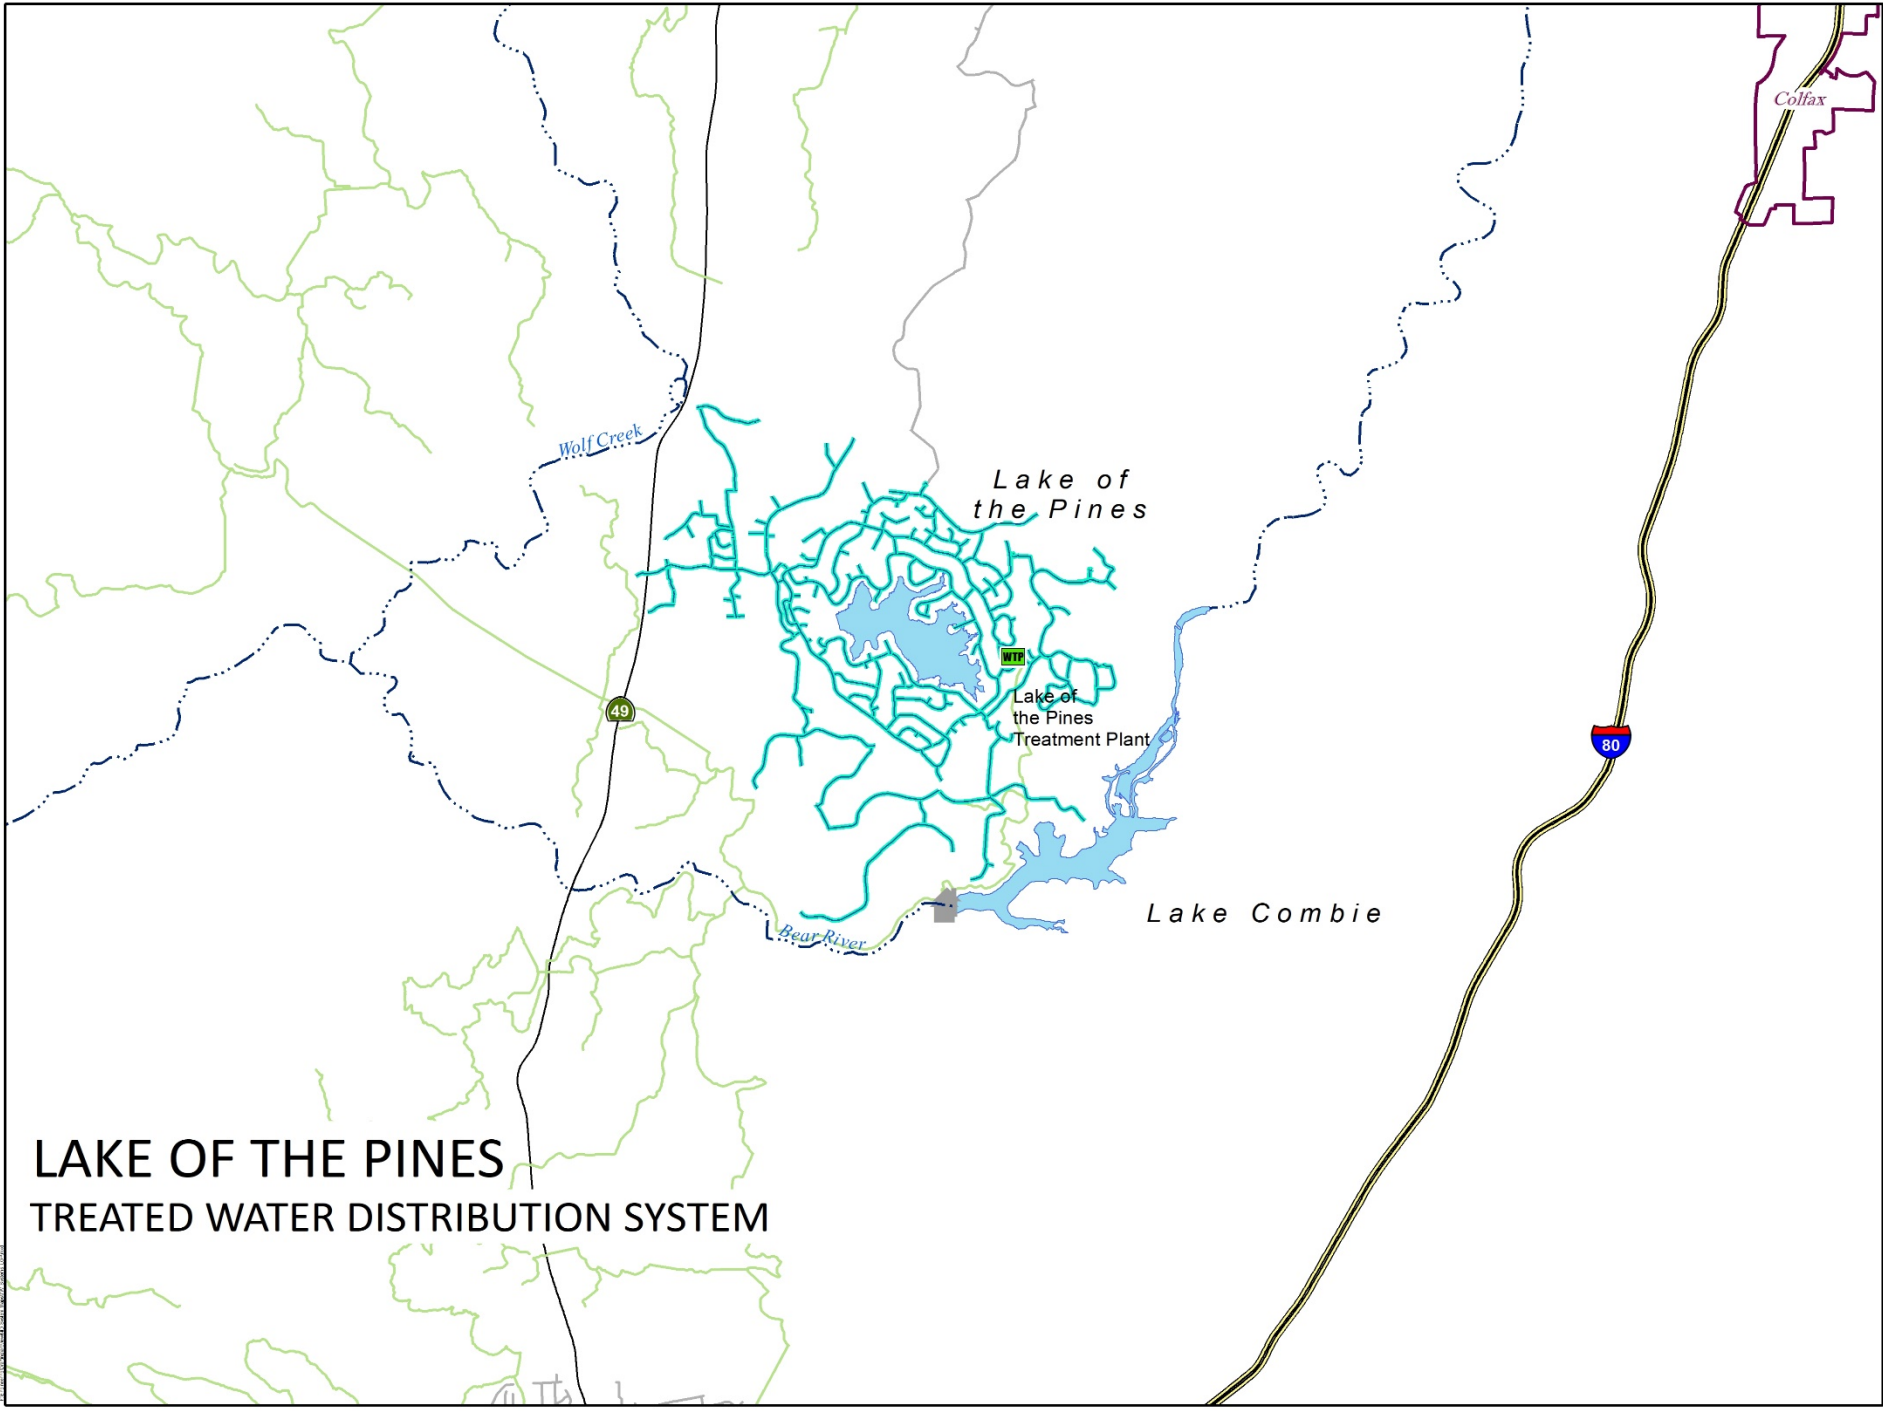 Colfax
Wolf Creek
Lake of
the Pines
WTP
Lake of
the Pines
Treatment Plant
49
80
Lake Combie
Bear River
LAKE OF THE PINES
TREATED WATER DISTRIBUTION SYSTEM